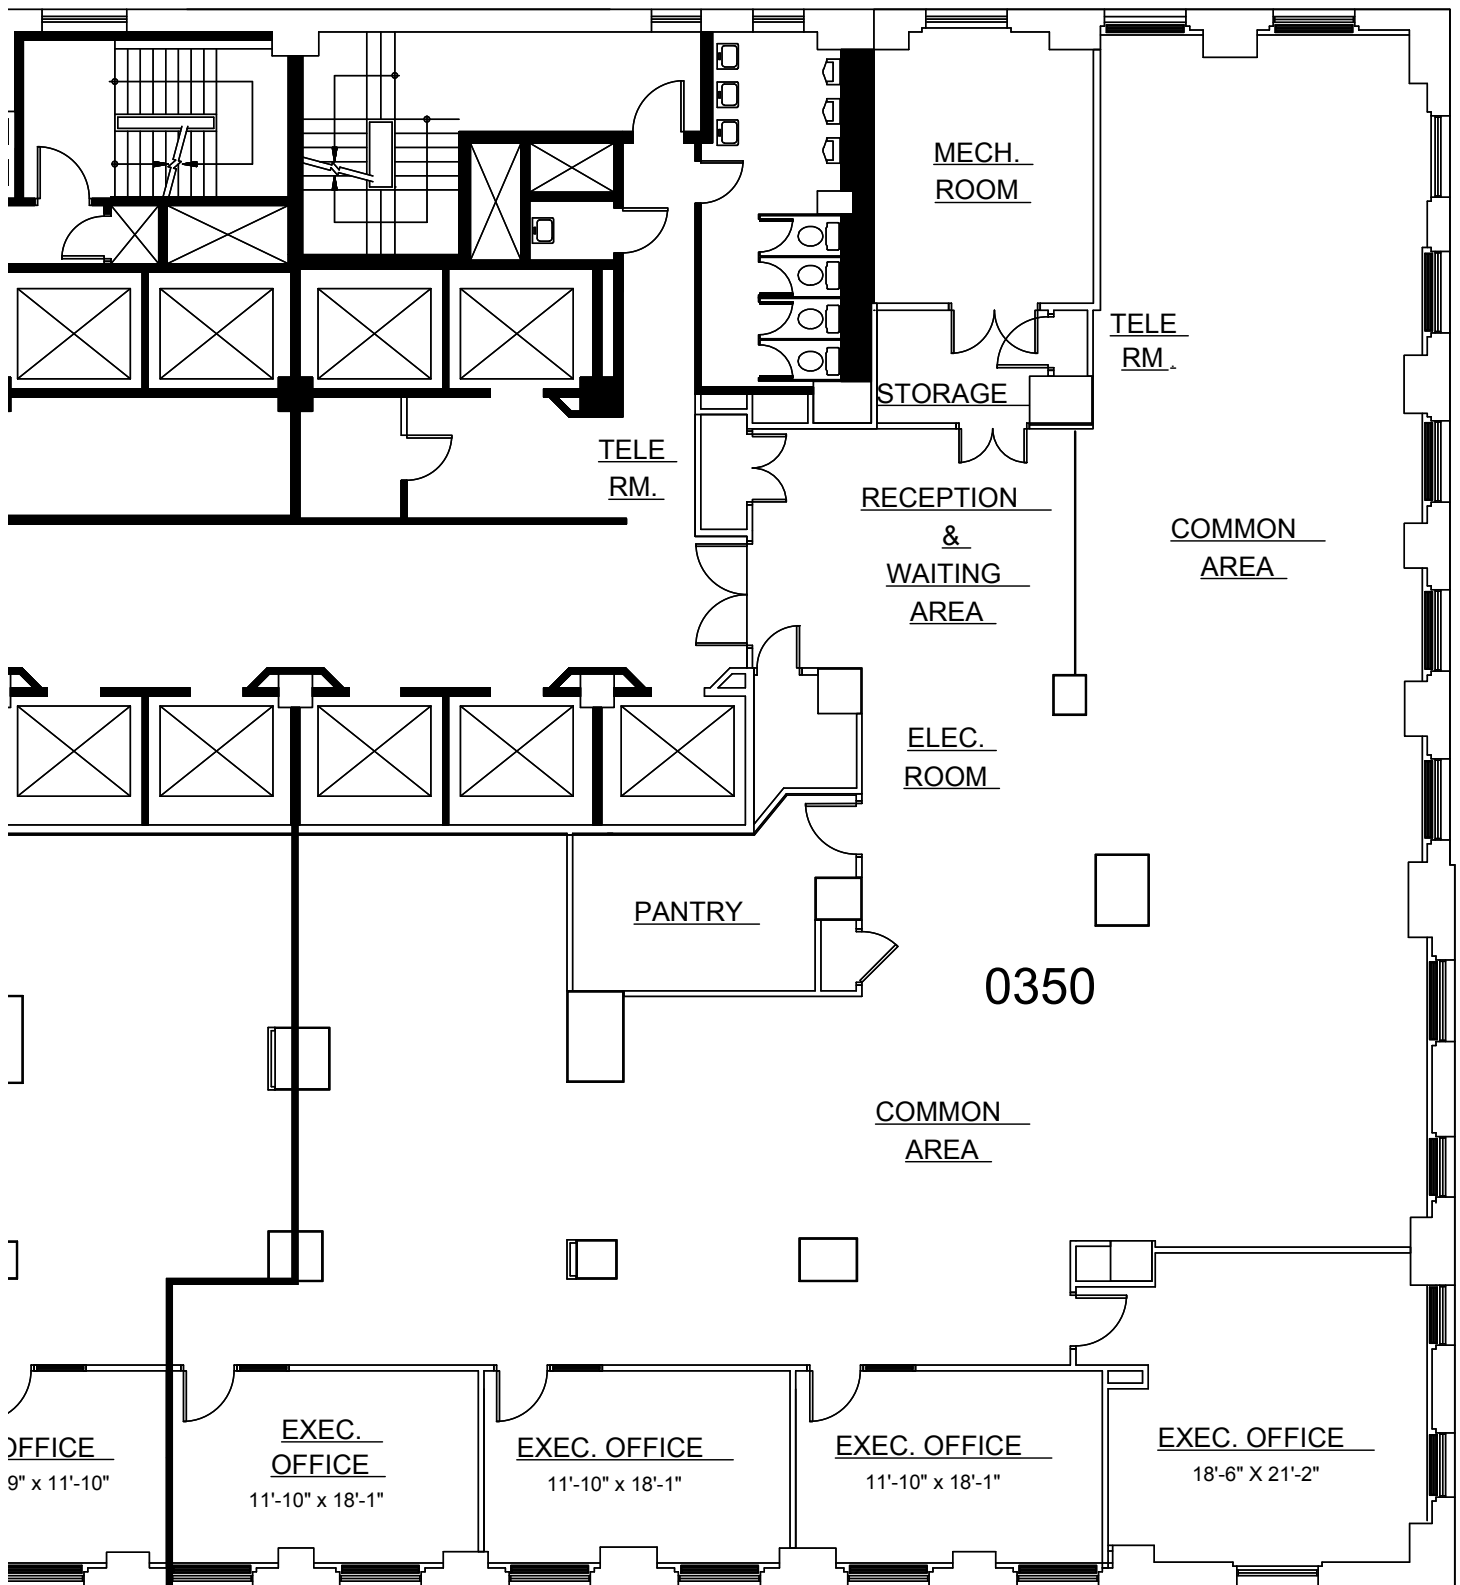 MECH.
ROOM
TELE
RM.
STORAGE
TELE
RM.
RECEPTION
&
WAITING
AREA
COMMON
AREA
ELEC.
ROOM
PANTRY
0350
COMMON
AREA
OFFICE
9" x 11'-10"
EXEC.
OFFICE
11'-10" x 18'-1"
EXEC. OFFICE
11'-10" x 18'-1"
EXEC. OFFICE
11'-10" x 18'-1"
EXEC. OFFICE
18'-6" X 21'-2"